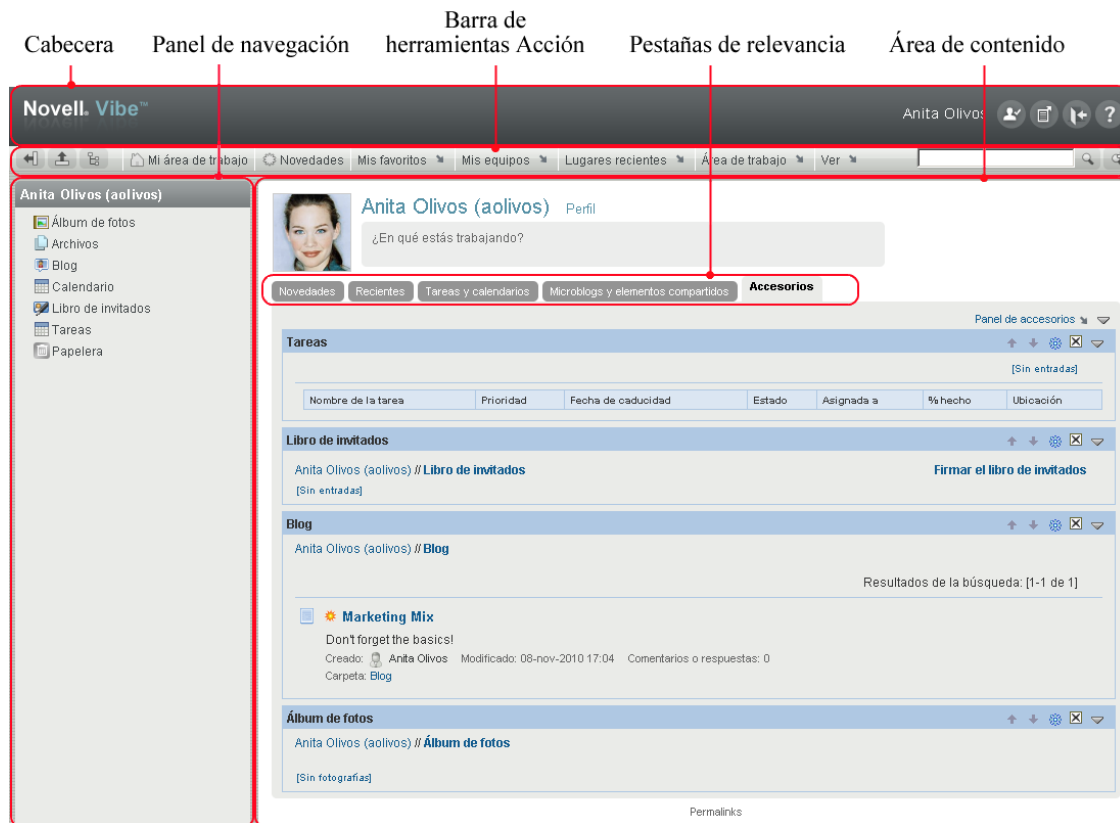 Barra de
Cabecera Panel de navegación herramientas Acción Pestañas de relevancia Área de contenido
Novell® Vibe™
Anita Olivos ?
Mi área de trabajo Novedades Mis favoritos Mis equipos Lugares recientes Área de trabajo Ver
Anita Olivos (aolivos)
Álbum de fotos
Archivos
Blog
Calendario
Libro de invitados
Tareas
Papelera
Anita Olivos (aolivos) Perfil
¿En qué estás trabajando?
Novedades Recientes Tareas y calendarios Microblogs y elementos compartidos Accesorios
Panel de accesorios
Tareas
[Sin entradas]
Nombre de la tarea Prioridad Fecha de caducidad Estado Asignada a % hecho Ubicación
Libro de invitados
Anita Olivos (aolivos) // Libro de invitados Firmar el libro de invitados
[Sin entradas]
Blog
Anita Olivos (aolivos) // Blog
Resultados de la búsqueda: [1-1 de 1]
Marketing Mix
Don't forget the basics!
Creado: Anita Olivos Modificado: 08-nov-2010 17:04 Comentarios o respuestas: 0
Carpeta: Blog
Álbum de fotos
Anita Olivos (aolivos) // Álbum de fotos
[Sin fotografías]
Permalinks